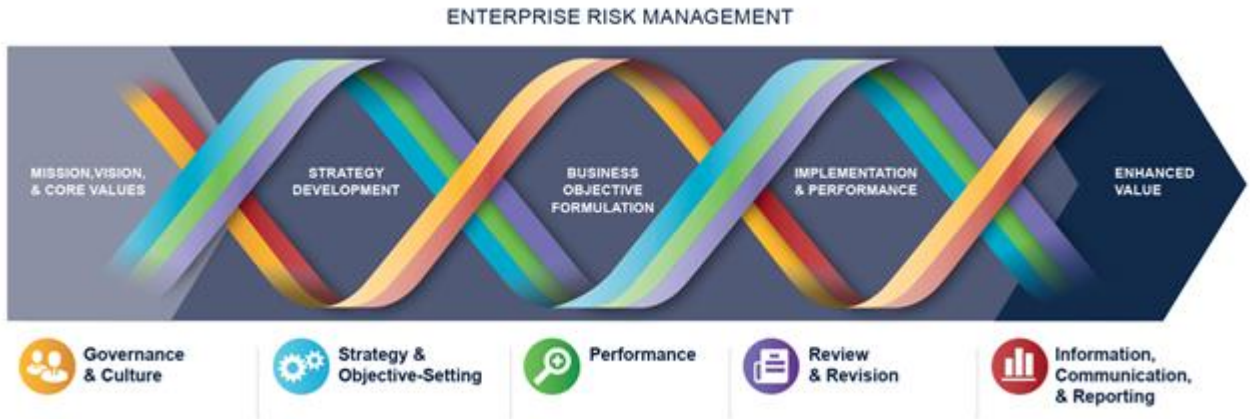 ENTERPRISE RISK MANAGEMENT
MISSION,VISION,
& CORE VALUES
STRATEGY
DEVELOPMENT
BUSINESS
OBJECTIVE
FORMULATION
IMPLEMENTATION
& PERFORMANCE
ENHANCED
VALUE
Governance
& Culture
Strategy &
Objective-Setting
Performance
Review
& Revision
Information,
Communication,
& Reporting